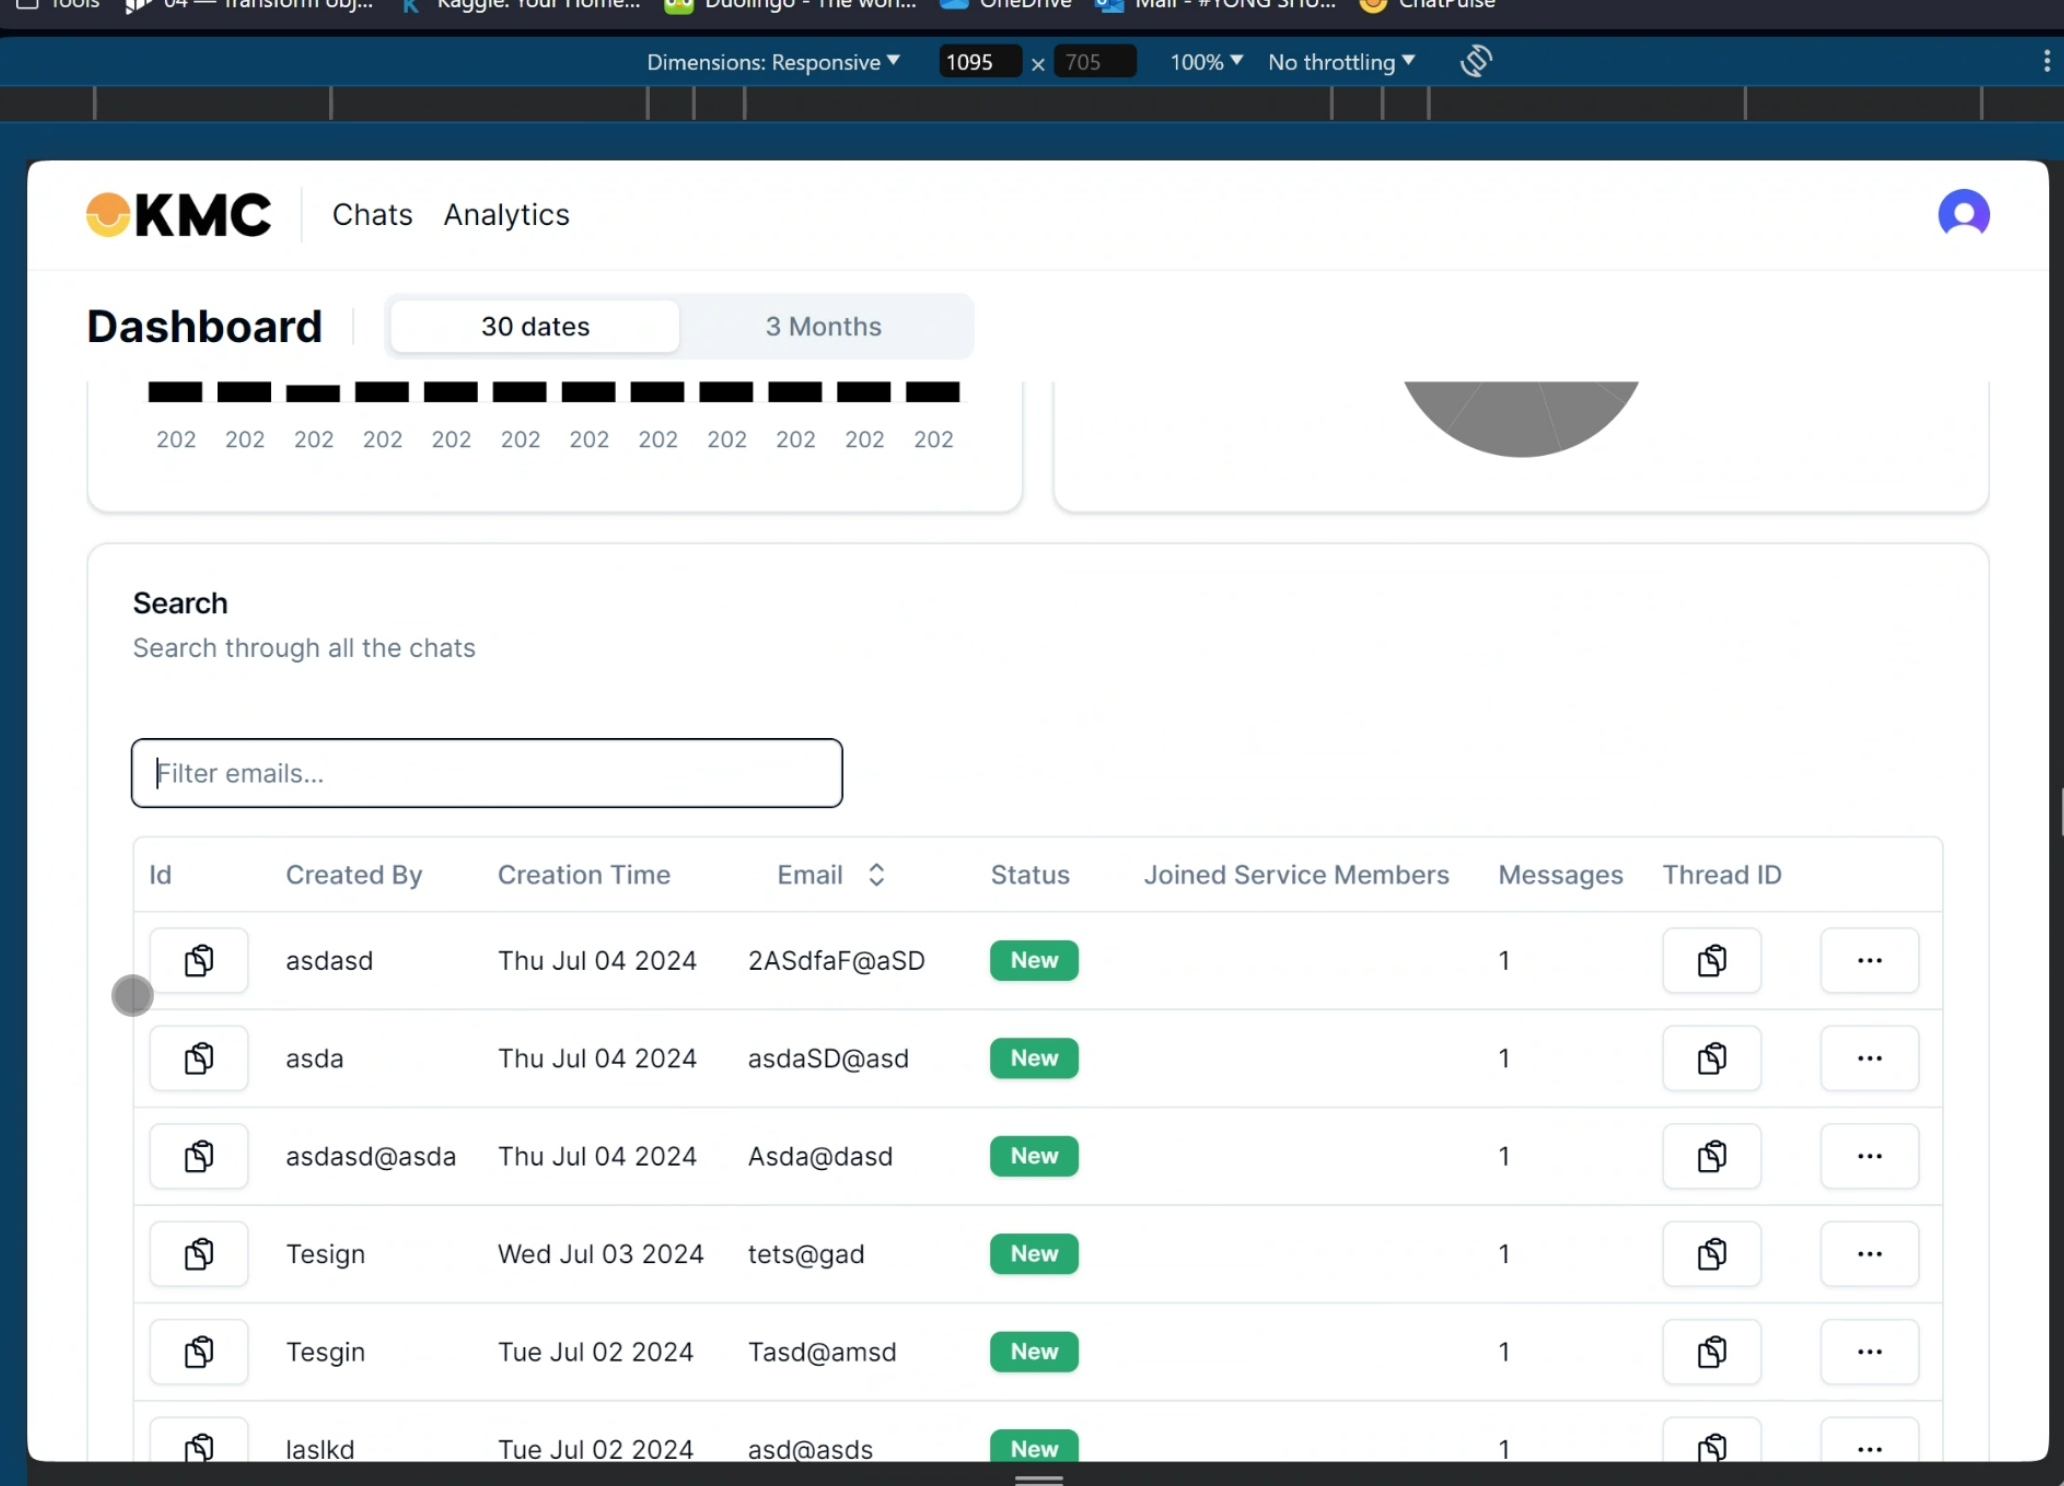 Tools 04 — Transform obj... Kaggle: Your Home... Duolingo - The worl... OneDrive Mail - #YONG SHU... ChatPulse
Dimensions: Responsive 1095 × 705 100% No throttling
KMC Chats Analytics
Dashboard 30 dates 3 Months
202 202 202 202 202 202 202 202 202 202 202 202
Search
Search through all the chats
Filter emails...
Id Created By Creation Time Email Status Joined Service Members Messages Thread ID
asdasd Thu Jul 04 2024 2ASdfaF@aSD New 1
asda Thu Jul 04 2024 asdaSD@asd New 1
asdasd@asda Thu Jul 04 2024 Asda@dasd New 1
Tesign Wed Jul 03 2024 tets@gad New 1
Tesgin Tue Jul 02 2024 Tasd@amsd New 1
laslkd Tue Jul 02 2024 asd@asds New 1